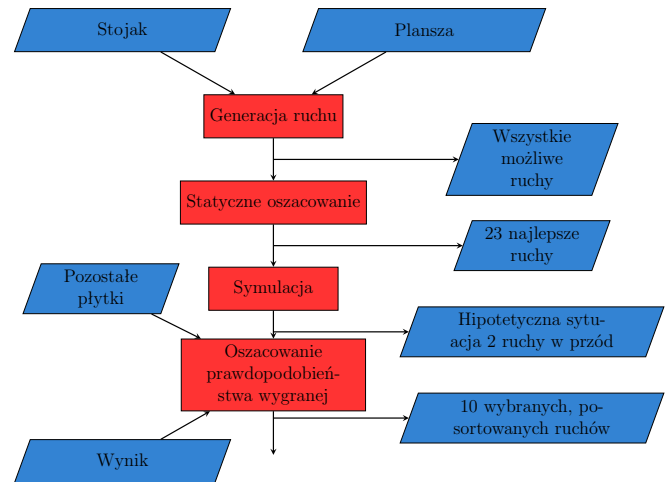 Stojak
Plansza
Generacja ruchu
Wszystkie
możliwe
ruchy
Statyczne oszacowanie
23 najlepsze
ruchy
Pozostałe
płytki
Symulacja
Hipotetyczna sytu-
acja 2 ruchy w przód
Oszacowanie
prawdopodobień-
stwa wygranej
10 wybranych, po-
sortowanych ruchów
Wynik